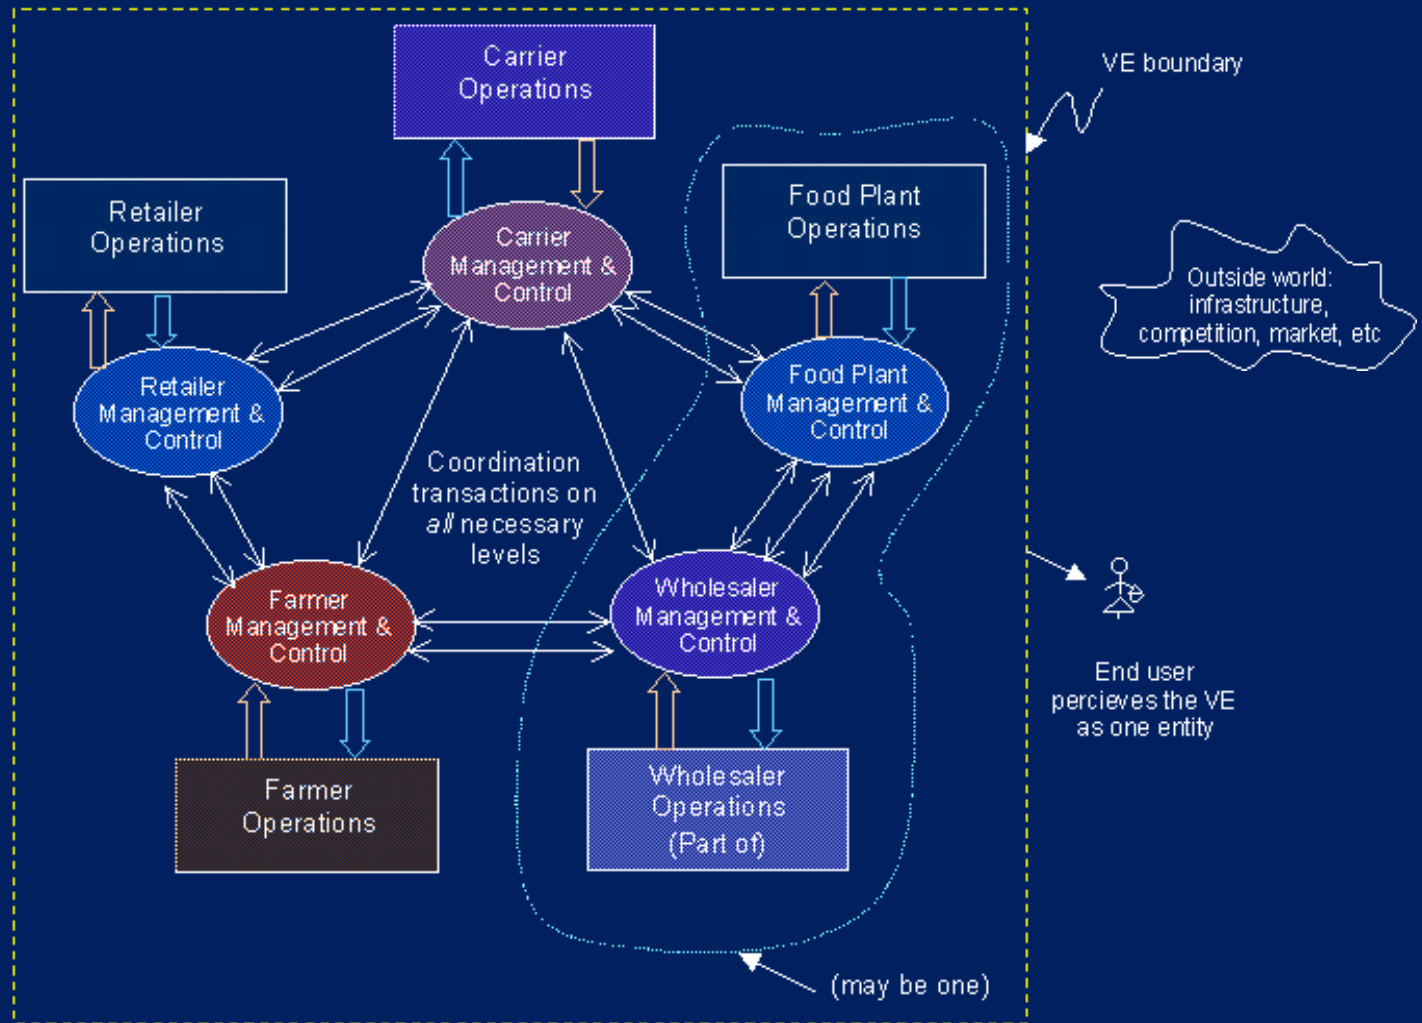 Carrier
Operations
VE boundary
Retailer
Operations
Food Plant
Operations
Carrier
Management &
Control
Outside world:
infrastructure,
competition, market, etc
Retailer
Management &
Control
Food Plant
Management &
Control
Coordination
transactions on
all necessary
levels
Farmer
Management &
Control
Wholesaler
Management &
Control
End user
percieves the VE
as one entity
Farmer
Operations
Wholesaler
Operations
(Part of)
(may be one)